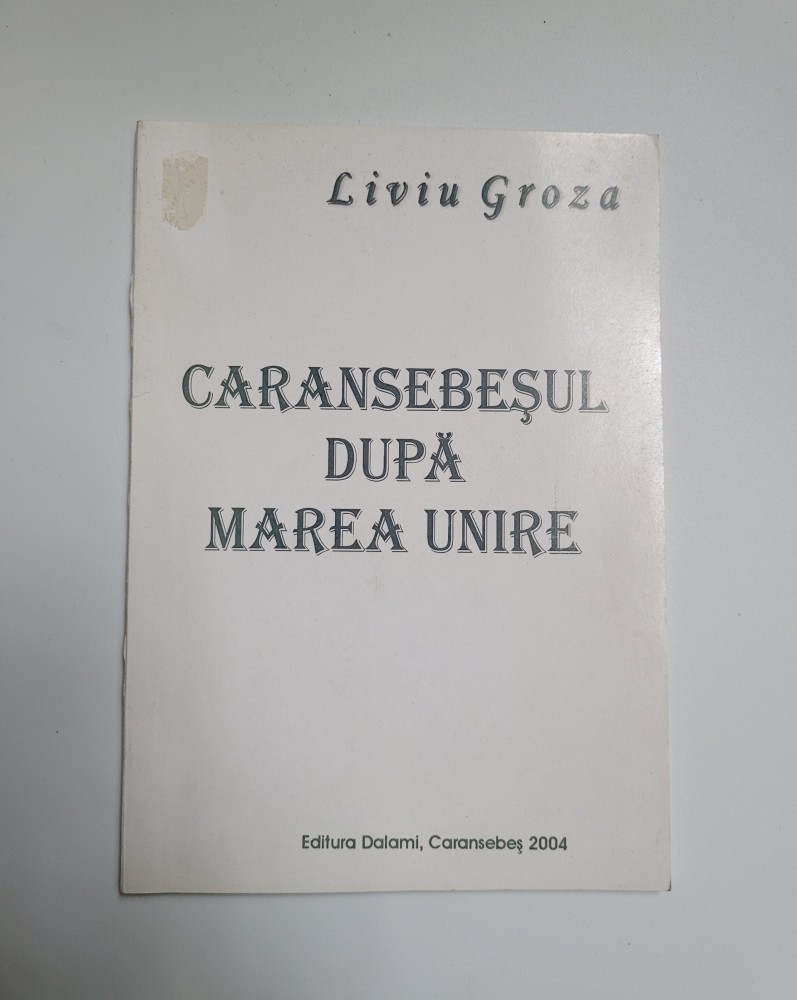 Liviu Groza
CARANSEBEŞUL
DUPĂ
MAREA UNIRE
Editura Dalami, Caransebeş 2004